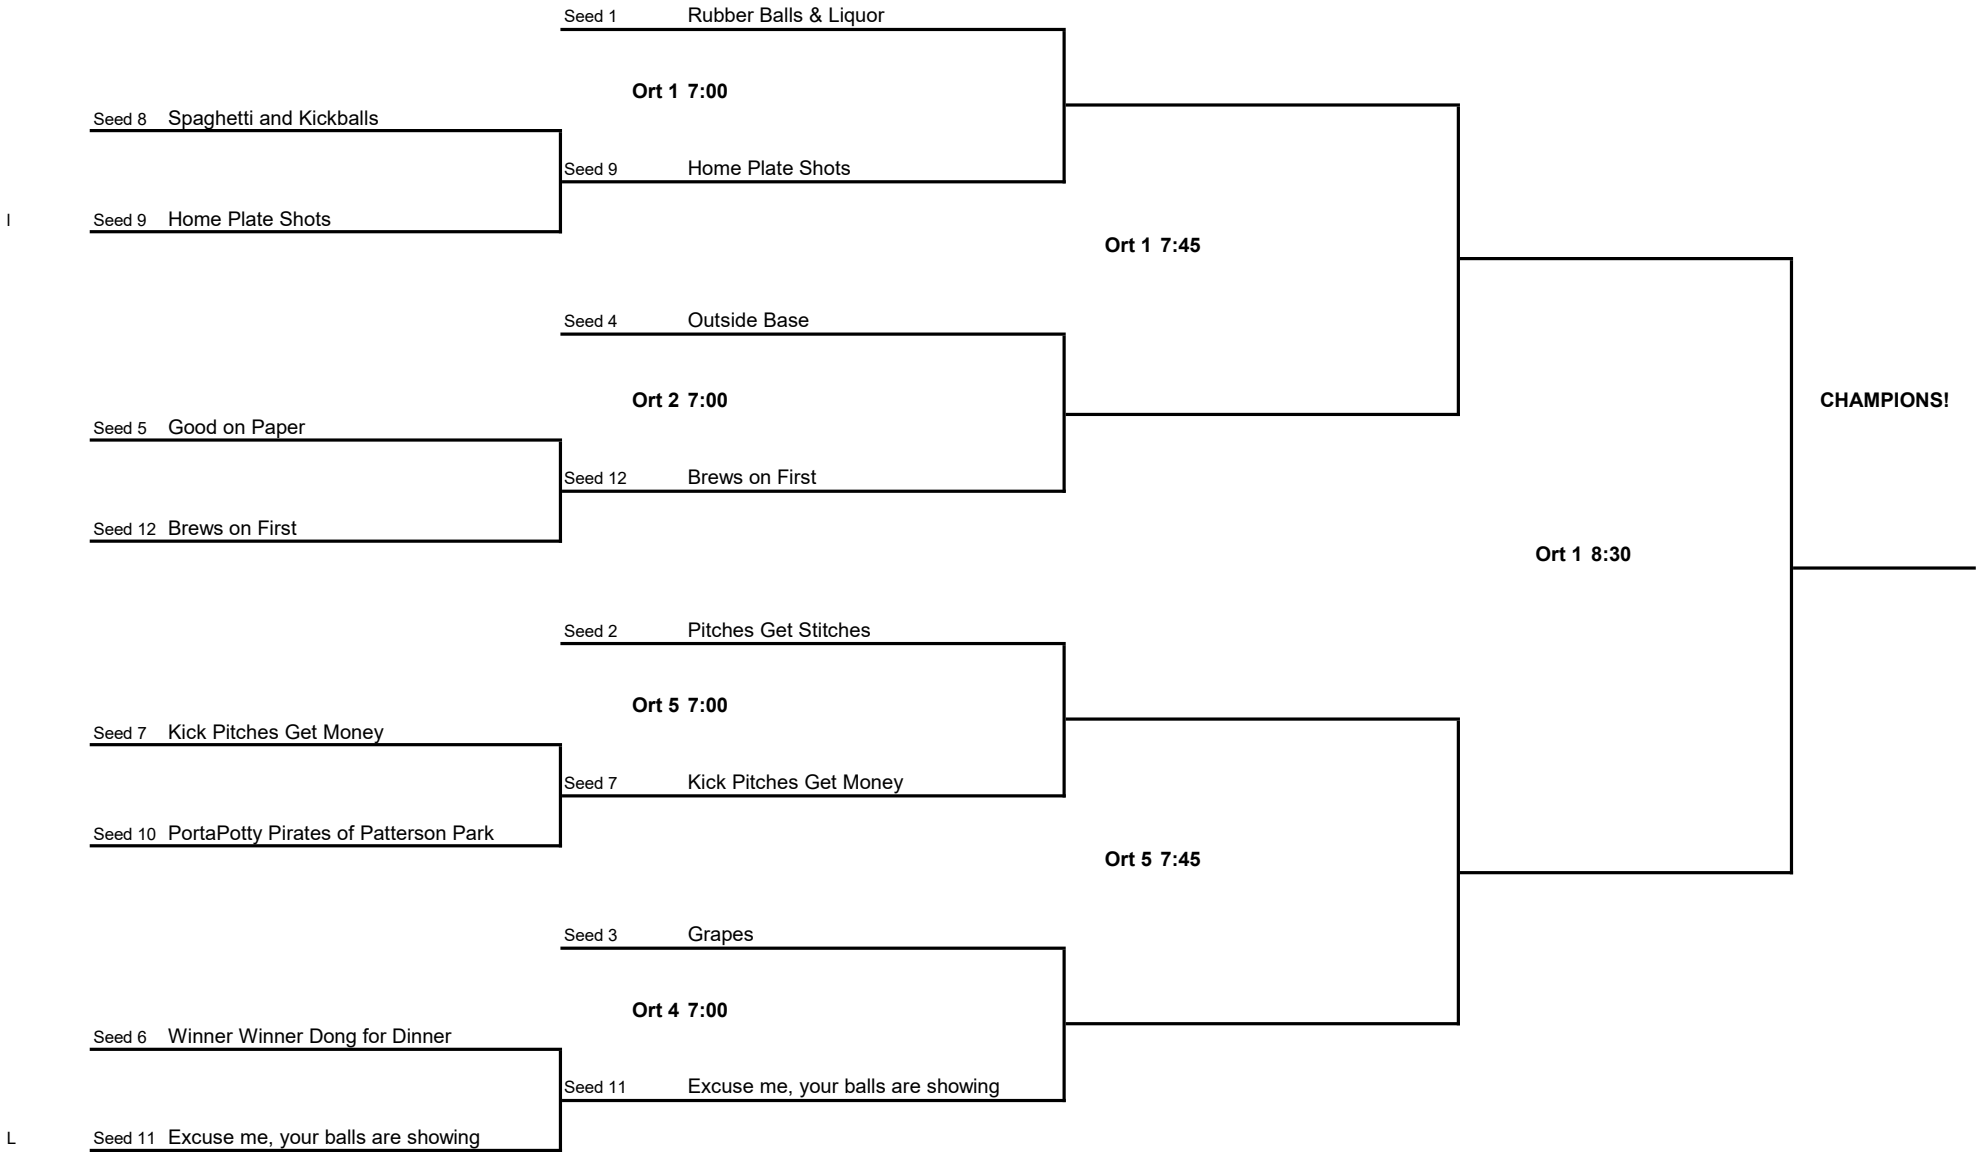 Seed 1 Rubber Balls & Liquor
Ort 1 7:00
Seed 8 Spaghetti and Kickballs
Seed 9 Home Plate Shots
I Seed 9 Home Plate Shots
Ort 1 7:45
Seed 4 Outside Base
Ort 2 7:00
CHAMPIONS!
Seed 5 Good on Paper
Seed 12 Brews on First
Seed 12 Brews on First
Ort 1 8:30
Seed 2 Pitches Get Stitches
Ort 5 7:00
Seed 7 Kick Pitches Get Money
Seed 7 Kick Pitches Get Money
Seed 10 PortaPotty Pirates of Patterson Park
Ort 5 7:45
Seed 3 Grapes
Ort 4 7:00
Seed 6 Winner Winner Dong for Dinner
Seed 11 Excuse me, your balls are showing
L Seed 11 Excuse me, your balls are showing